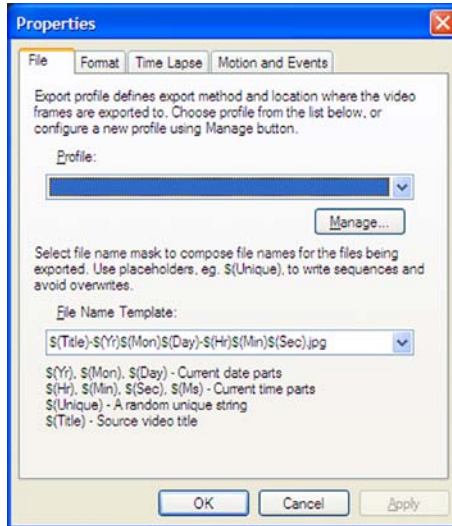 Properties
File
Format
Time Lapse
Motion and Events
Export profile defines export method and location where the video
frames are exported to. Choose profile from the list below, or
configure a new profile using Manage button.
Profile:
Manage...
Select file name mask to compose file names for the files being
exported. Use placeholders, eg. $(Unique), to write sequences and
avoid overwrites.
File Name Template:
$(Title)-$(Yr)$(Mon)$(Day)-$(Hr)$(Min)$(Sec).jpg
$(Yr), $(Mon), $(Day) - Current date parts
$(Hr), $(Min), $(Sec), $(Ms) - Current time parts
$(Unique) - A random unique string
$(Title) - Source video title
OK
Cancel
Apply